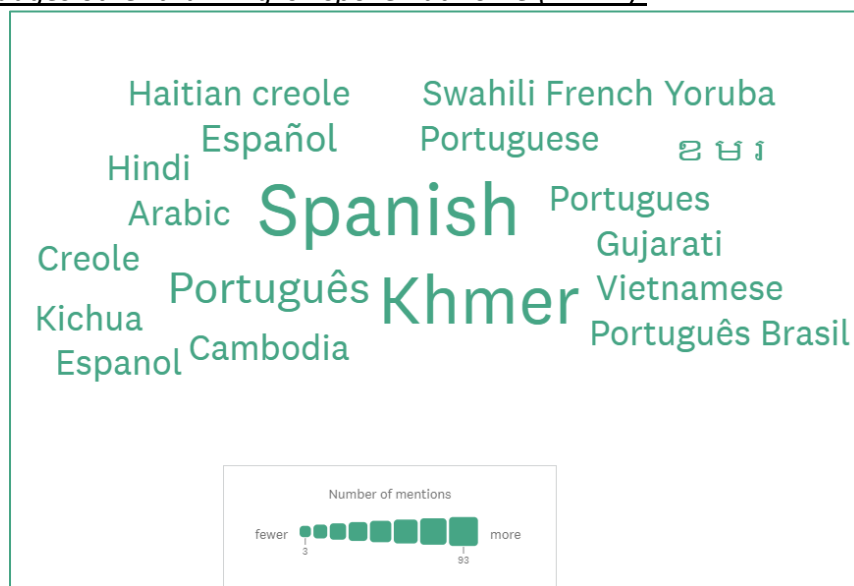 Haitian creole Swahili French Yoruba
Español Portuguese ខ ម រ
Hindi
Arabic Spanish Portugues
Creole Gujarati
Português Khmer Vietnamese
Kichua Português Brasil
Espanol Cambodia
Number of mentions
fewer more
3 93